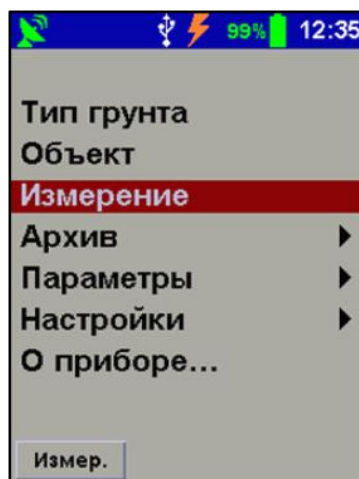 99% 12:35
Тип грунта
Объект
Измерение
Архив
Параметры
Настройки
О приборе...
Измер.